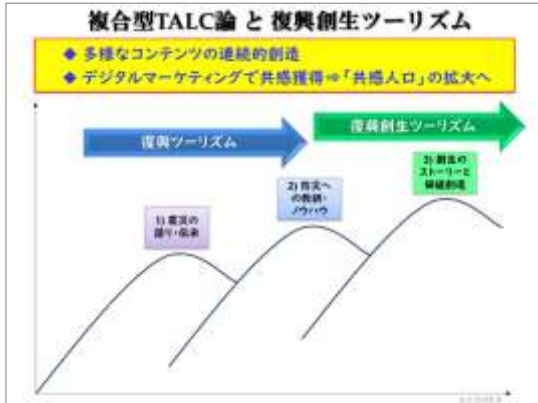 複合型TALC論 と 復興創生ツーリズム
◆ 多様なコンテンツの連続的創造
◆ デジタルマーケティングで共感獲得⇒「共感人口」の拡大へ
復興ツーリズム
復興創生ツーリズム
1) 震災の
語り・伝承
2) 防災へ
の教訓・
ノウハウ
3) 創生の
ストーリーと
価値創造